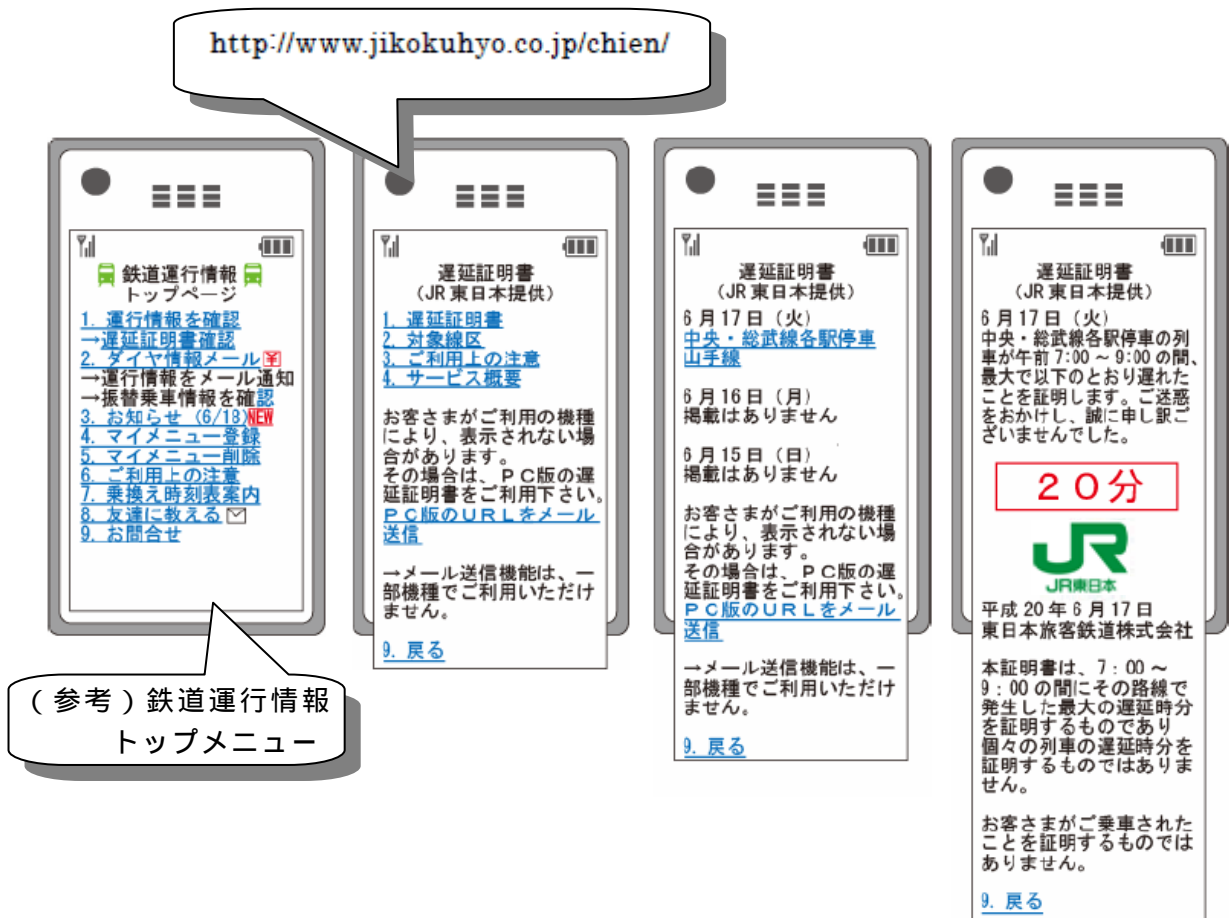 http://www.jikokuhyo.co.jp/chien/
鉄道運行情報
トップページ
1. 運行情報を確認
→遅延証明書確認
2. ダイヤ情報メール¥
→運行情報をメール通知
→振替乗車情報を確認
3. お知らせ (6/18)NEW
4. マイメニュー登録
5. マイメニュー削除
6. ご利用上の注意
7. 乗換え時刻表案内
8. 友達に教える
9. お問合せ
(参考)鉄道運行情報
トップメニュー
遅延証明書
(JR東日本提供)
1. 遅延証明書
2. 対象線区
3. ご利用上の注意
4. サービス概要
お客さまがご利用の機種
により、表示されない場
合があります。
その場合は、PC版の遅
延証明書をご利用下さい。
PC版のURLをメール
送信
→メール送信機能は、一
部機種でご利用いただけ
ません。
9. 戻る
遅延証明書
(JR東日本提供)
6月17日(火)
中央・総武線各駅停車
山手線
6月16日(月)
掲載はありません
6月15日(日)
掲載はありません
お客さまがご利用の機種
により、表示されない場
合があります。
その場合は、PC版の遅
延証明書をご利用下さい。
PC版のURLをメール
送信
→メール送信機能は、一
部機種でご利用いただけ
ません。
9. 戻る
遅延証明書
(JR東日本提供)
6月17日(火)
中央・総武線各駅停車の列
車が午前7:00~9:00の間、
最大で以下のとおり遅れた
ことを証明します。ご迷惑
をおかけし、誠に申し訳ご
ざいませんでした。
20分
JR
JR東日本
平成20年6月17日
東日本旅客鉄道株式会社
本証明書は、7:00~
9:00の間にその路線で
発生した最大の遅延時分
を証明するものであり
個々の列車の遅延時分を
証明するものではありま
せん。
お客さまがご乗車された
ことを証明するものでは
ありません。
9. 戻る